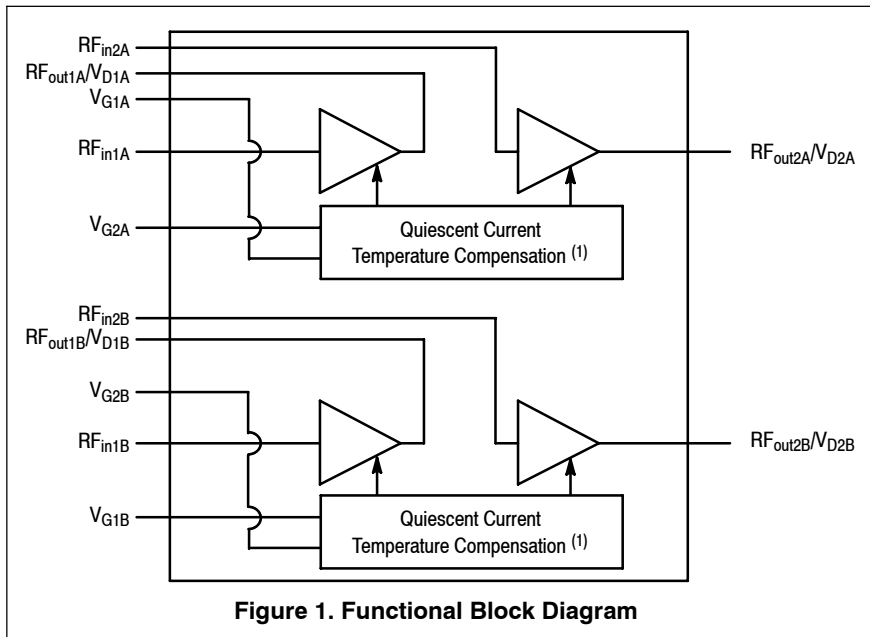 RFin2A
RFout1A/VD1A
VG1A
RFin1A
RFout2A/VD2A
VG2A
Quiescent Current
Temperature Compensation (1)
RFin2B
RFout1B/VD1B
VG2B
RFin1B
RFout2B/VD2B
VG1B
Quiescent Current
Temperature Compensation (1)
Figure 1. Functional Block Diagram